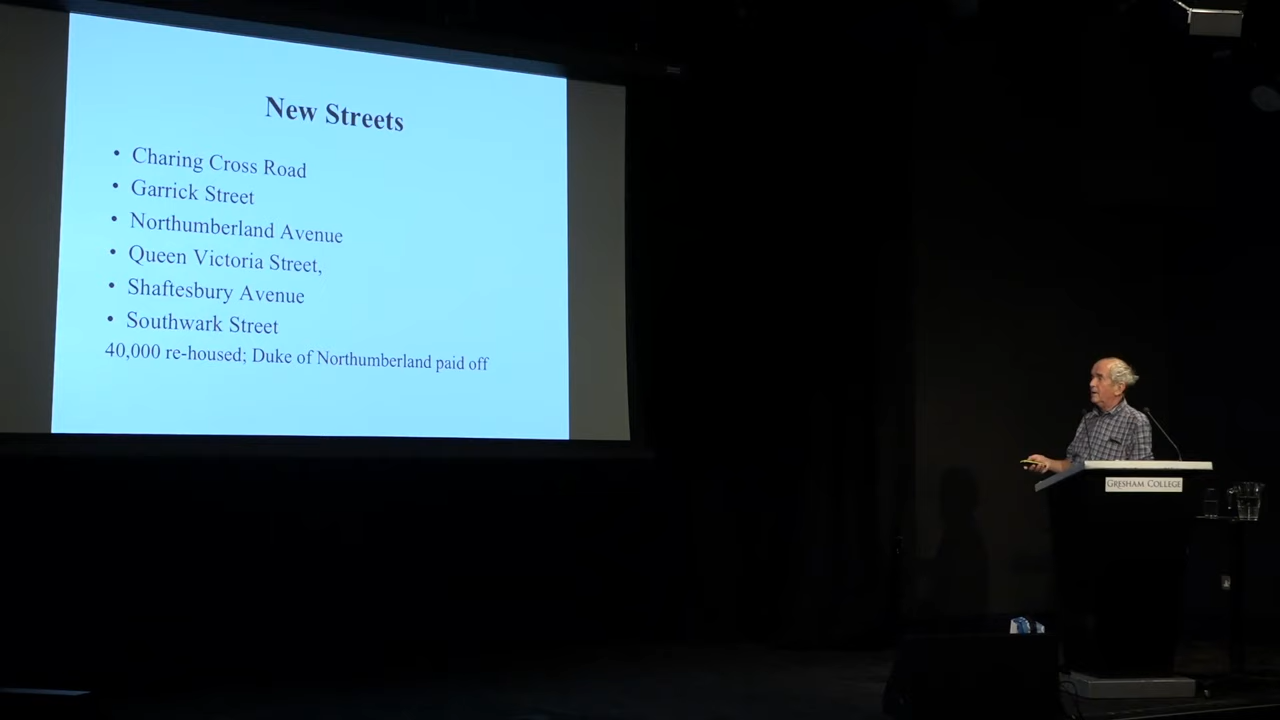 New Streets
• Charing Cross Road
• Garrick Street
• Northumberland Avenue
• Queen Victoria Street,
• Shaftesbury Avenue
• Southwark Street
40,000 re-housed; Duke of Northumberland paid off
GRESHAM COLLEGE